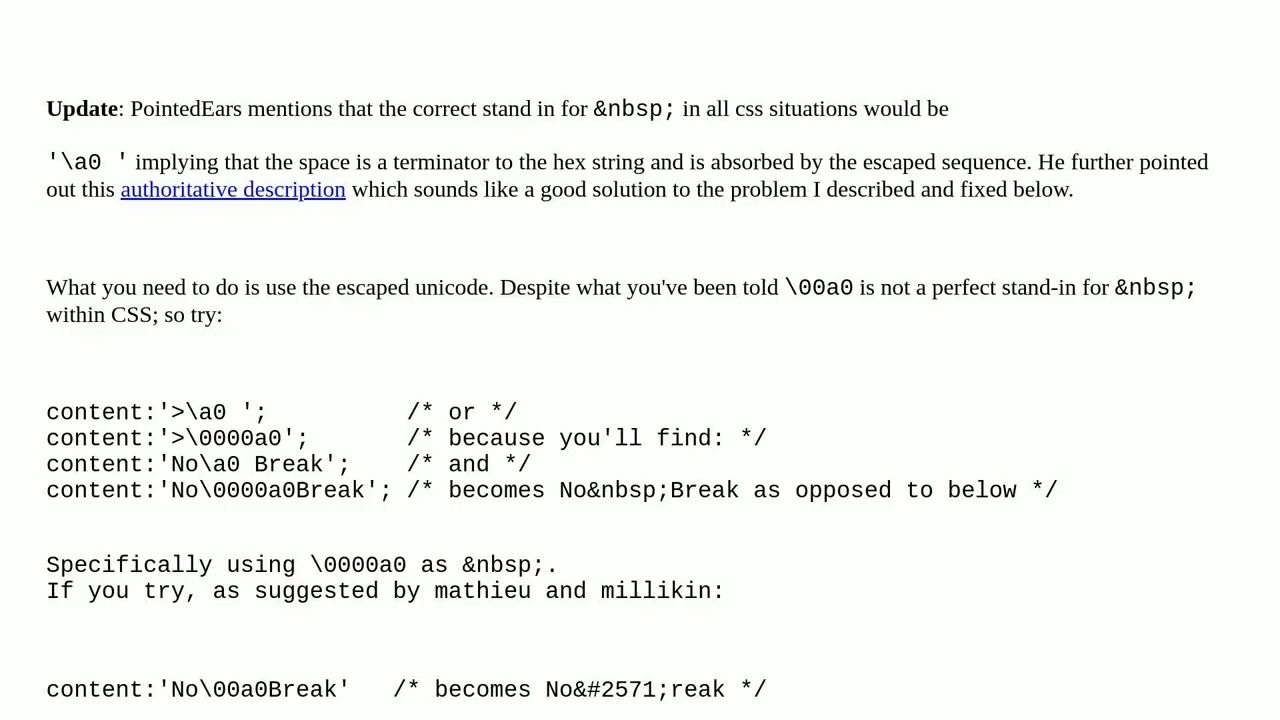 Update: PointedEars mentions that the correct stand in for &nbsp; in all css situations would be
'\a0 ' implying that the space is a terminator to the hex string and is absorbed by the escaped sequence. He further pointed
out this authoritative description which sounds like a good solution to the problem I described and fixed below.
What you need to do is use the escaped unicode. Despite what you've been told \00a0 is not a perfect stand-in for &nbsp;
within CSS; so try:
content:'>\a0 ';          /* or */
content:'>\0000a0';       /* because you'll find: */
content:'No\a0 Break';    /* and */
content:'No\0000a0Break'; /* becomes No&nbsp;Break as opposed to below */
Specifically using \0000a0 as &nbsp;.
If you try, as suggested by mathieu and millikin:
content:'No\00a0Break'   /* becomes No&#2571;reak */